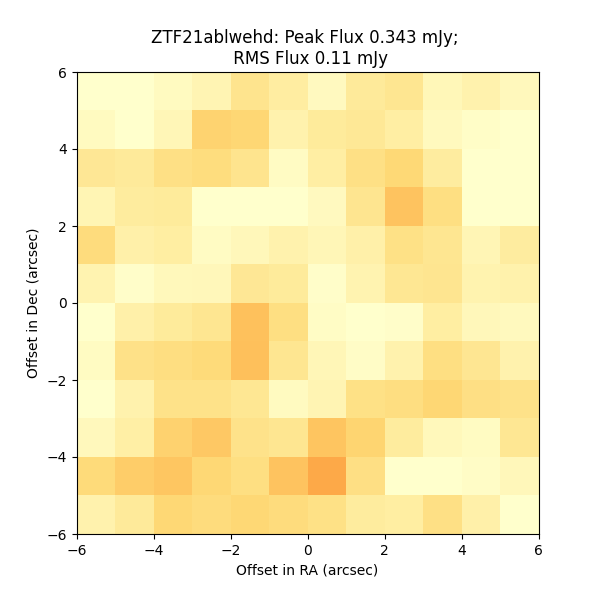 ZTF21ablwehd: Peak Flux 0.343 mJy;
RMS Flux 0.11 mJy
6
4
2
0
−2
−4
−6
Offset in Dec (arcsec)
−6 −4 −2 0 2 4 6
Offset in RA (arcsec)